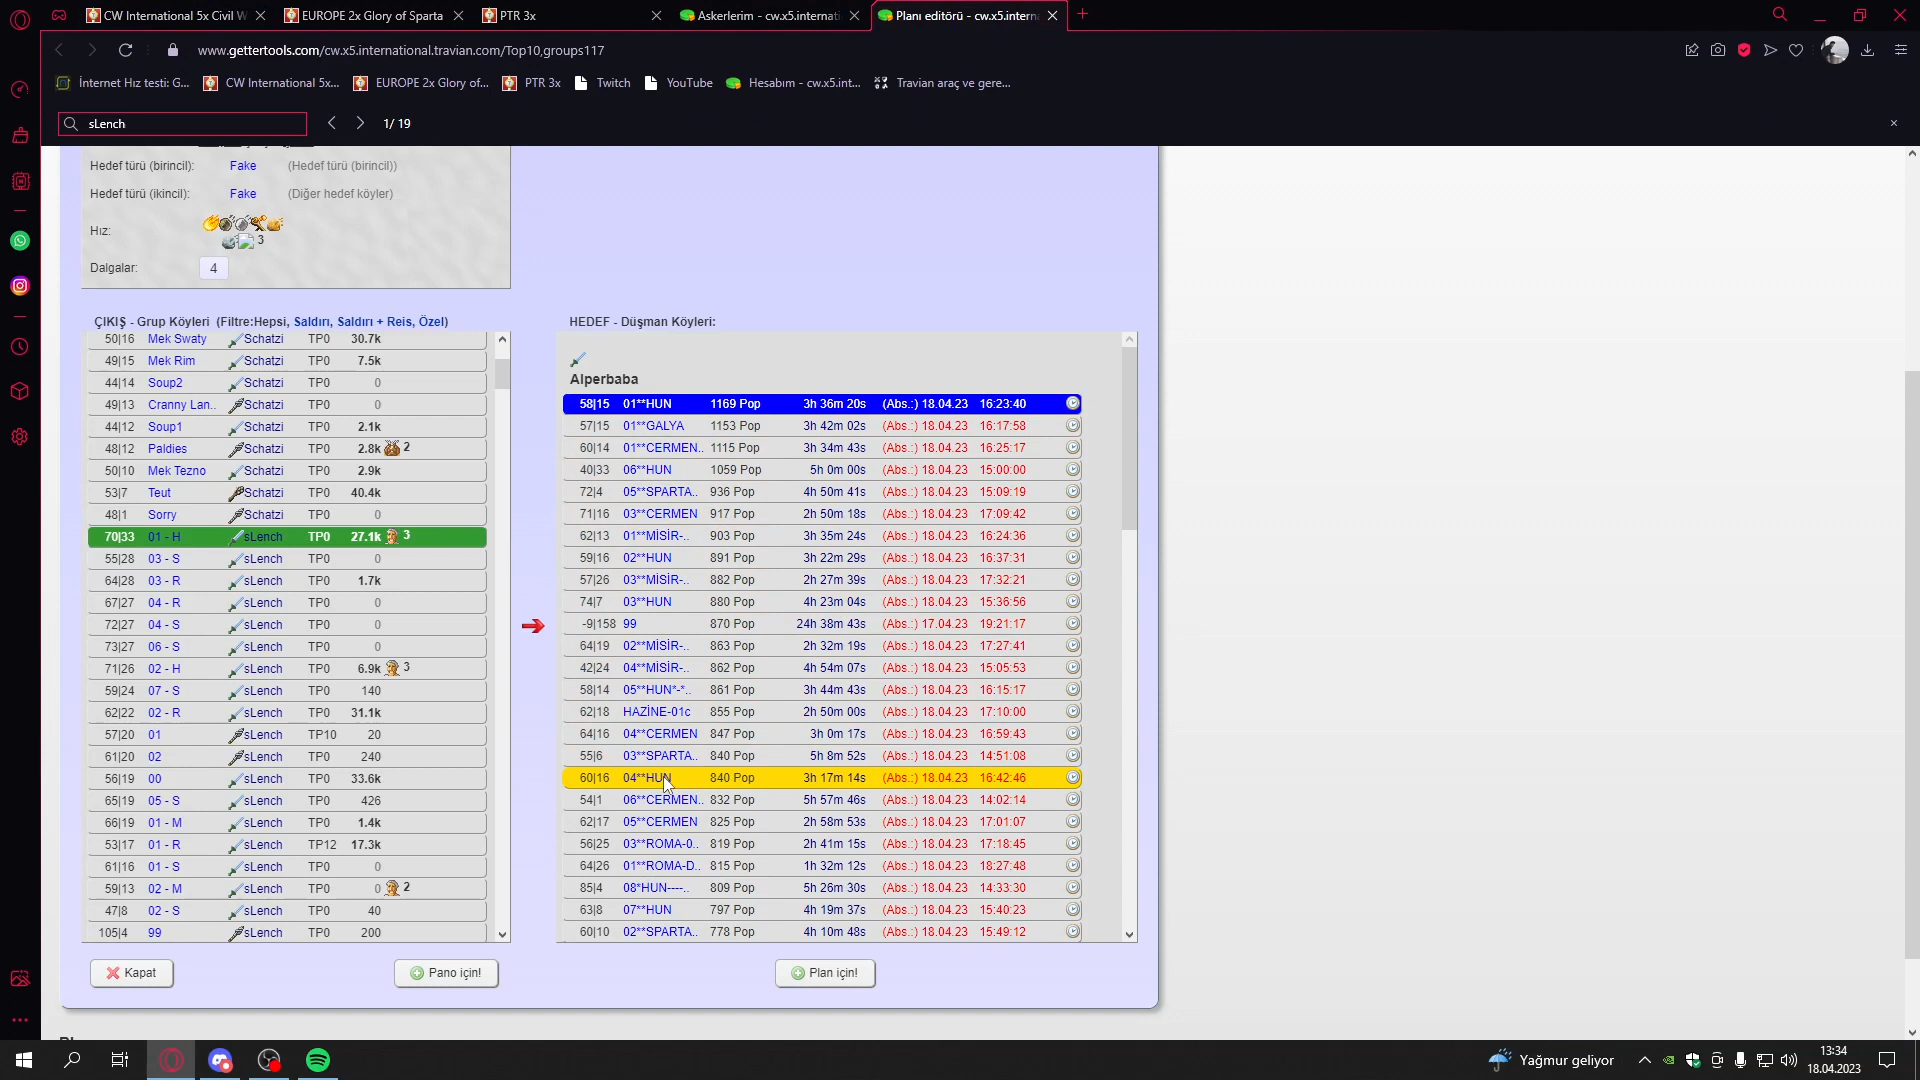 CW International 5x Civil W
EUROPE 2x Glory of Sparta
PTR 3x
Askerlerim - cw.x5.internati
Planı editörü - cw.x5.intern
www.gettertools.com/cw.x5.international.travian.com/Top10,groups117
İnternet Hız testi: G...
CW International 5x...
EUROPE 2x Glory of...
PTR 3x
Twitch
YouTube
Hesabım - cw.x5.int...
Travian araç ve gere...
sLench
1/ 19
Hedef türü (birincil): Fake (Hedef türü (birincil))
Hedef türü (ikincil): Fake (Diğer hedef köyler)
Hız:
3
Dalgalar: 4
ÇIKIŞ - Grup Köyleri (Filtre:Hepsi, Saldırı, Saldırı + Reis, Özel)
50|16 Mek Swaty Schatzi TP0 30.7k
49|15 Mek Rim Schatzi TP0 7.5k
44|14 Soup2 Schatzi TP0 0
49|13 Cranny Lan.. Schatzi TP0 0
44|12 Soup1 Schatzi TP0 2.1k
48|12 Paldies Schatzi TP0 2.8k 2
50|10 Mek Tezno Schatzi TP0 2.9k
53|7 Teut Schatzi TP0 40.4k
48|1 Sorry Schatzi TP0 0
70|33 01 - H sLench TP0 27.1k 3
55|28 03 - S sLench TP0 0
64|28 03 - R sLench TP0 1.7k
67|27 04 - R sLench TP0 0
72|27 04 - S sLench TP0 0
73|27 06 - S sLench TP0 0
71|26 02 - H sLench TP0 6.9k 3
59|24 07 - S sLench TP0 140
62|22 02 - R sLench TP0 31.1k
57|20 01 sLench TP10 20
61|20 02 sLench TP0 240
56|19 00 sLench TP0 33.6k
65|19 05 - S sLench TP0 426
66|19 01 - M sLench TP0 1.4k
53|17 01 - R sLench TP12 17.3k
61|16 01 - S sLench TP0 0
59|13 02 - M sLench TP0 0 2
47|8 02 - S sLench TP0 40
105|4 99 sLench TP0 200
HEDEF - Düşman Köyleri:
Alperbaba
58|15 01**HUN 1169 Pop 3h 36m 20s (Abs.:) 18.04.23 16:23:40
57|15 01**GALYA 1153 Pop 3h 42m 02s (Abs.:) 18.04.23 16:17:58
60|14 01**CERMEN.. 1115 Pop 3h 34m 43s (Abs.:) 18.04.23 16:25:17
40|33 06**HUN 1059 Pop 5h 0m 00s (Abs.:) 18.04.23 15:00:00
72|4 05**SPARTA.. 936 Pop 4h 50m 41s (Abs.:) 18.04.23 15:09:19
71|16 03**CERMEN 917 Pop 2h 50m 18s (Abs.:) 18.04.23 17:09:42
62|13 01**MİSİR-.. 903 Pop 3h 35m 24s (Abs.:) 18.04.23 16:24:36
59|16 02**HUN 891 Pop 3h 22m 29s (Abs.:) 18.04.23 16:37:31
57|26 03**MİSİR-.. 882 Pop 2h 27m 39s (Abs.:) 18.04.23 17:32:21
74|7 03**HUN 880 Pop 4h 23m 04s (Abs.:) 18.04.23 15:36:56
-9|158 99 870 Pop 24h 38m 43s (Abs.:) 17.04.23 19:21:17
64|19 02**MİSİR-.. 863 Pop 2h 32m 19s (Abs.:) 18.04.23 17:27:41
42|24 04**MİSİR-.. 862 Pop 4h 54m 07s (Abs.:) 18.04.23 15:05:53
58|14 05**HUN*-*.. 861 Pop 3h 44m 43s (Abs.:) 18.04.23 16:15:17
62|18 HAZİNE-01c 855 Pop 2h 50m 00s (Abs.:) 18.04.23 17:10:00
64|16 04**CERMEN 847 Pop 3h 0m 17s (Abs.:) 18.04.23 16:59:43
55|6 03**SPARTA.. 840 Pop 5h 8m 52s (Abs.:) 18.04.23 14:51:08
60|16 04**HUN 840 Pop 3h 17m 14s (Abs.:) 18.04.23 16:42:46
54|1 06**CERMEN.. 832 Pop 5h 57m 46s (Abs.:) 18.04.23 14:02:14
62|17 05**CERMEN 825 Pop 2h 58m 53s (Abs.:) 18.04.23 17:01:07
56|25 03**ROMA-0.. 819 Pop 2h 41m 15s (Abs.:) 18.04.23 17:18:45
64|26 01**ROMA-D.. 815 Pop 1h 32m 12s (Abs.:) 18.04.23 18:27:48
85|4 08*HUN----.. 809 Pop 5h 26m 30s (Abs.:) 18.04.23 14:33:30
63|8 07**HUN 797 Pop 4h 19m 37s (Abs.:) 18.04.23 15:40:23
60|10 02**SPARTA.. 778 Pop 4h 10m 48s (Abs.:) 18.04.23 15:49:12
Kapat
Pano için!
Plan için!
Yağmur geliyor
13:34
18.04.2023